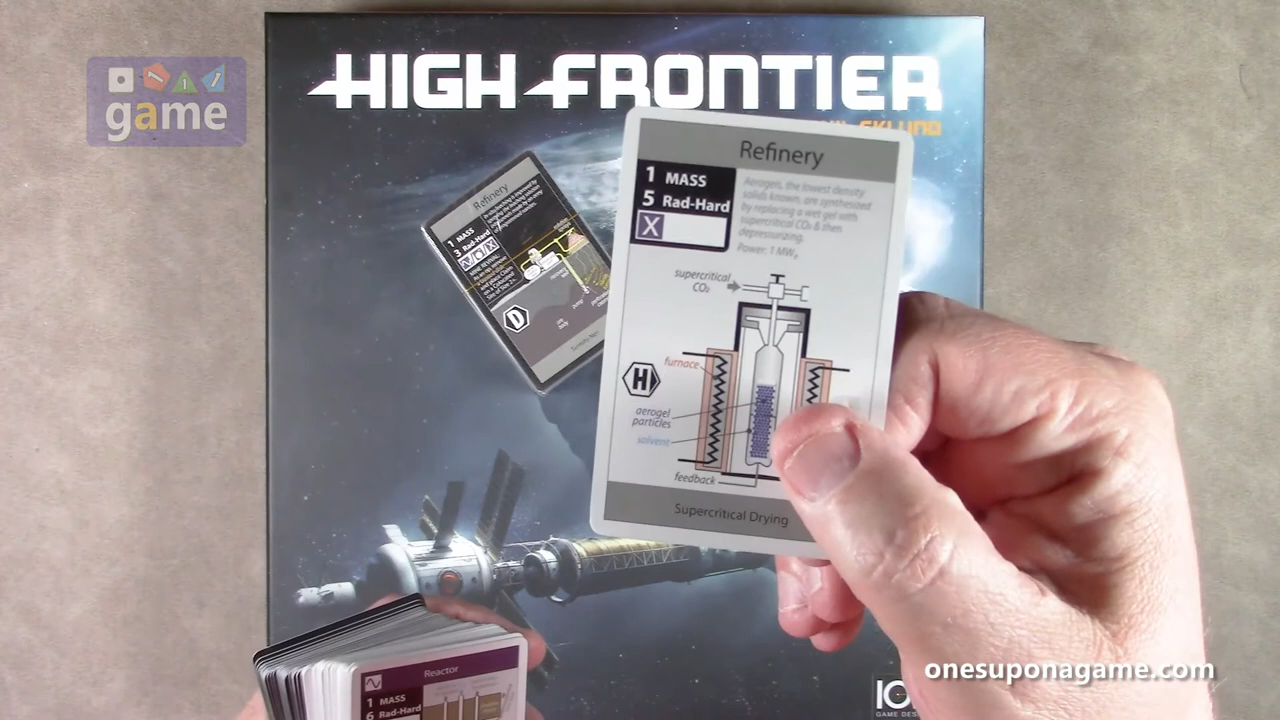 HIGH FRONTIER
EKLUND
game
Refinery
1 MASS
5 Rad-Hard
X
Aerogen, the lowest density
solids known, are synthesized
by replacing a wet gel with
supercritical CO₂ & then
depressurizing.
Power: 1 MWe
supercritical
CO₂
furnace
H
aerogel
particles
solvent
feedback
Supercritical Drying
Refinery
1 MASS
3 Rad-Hard
D
Reactor
1 MASS
6 Rad-Hard
onesuponagame.com